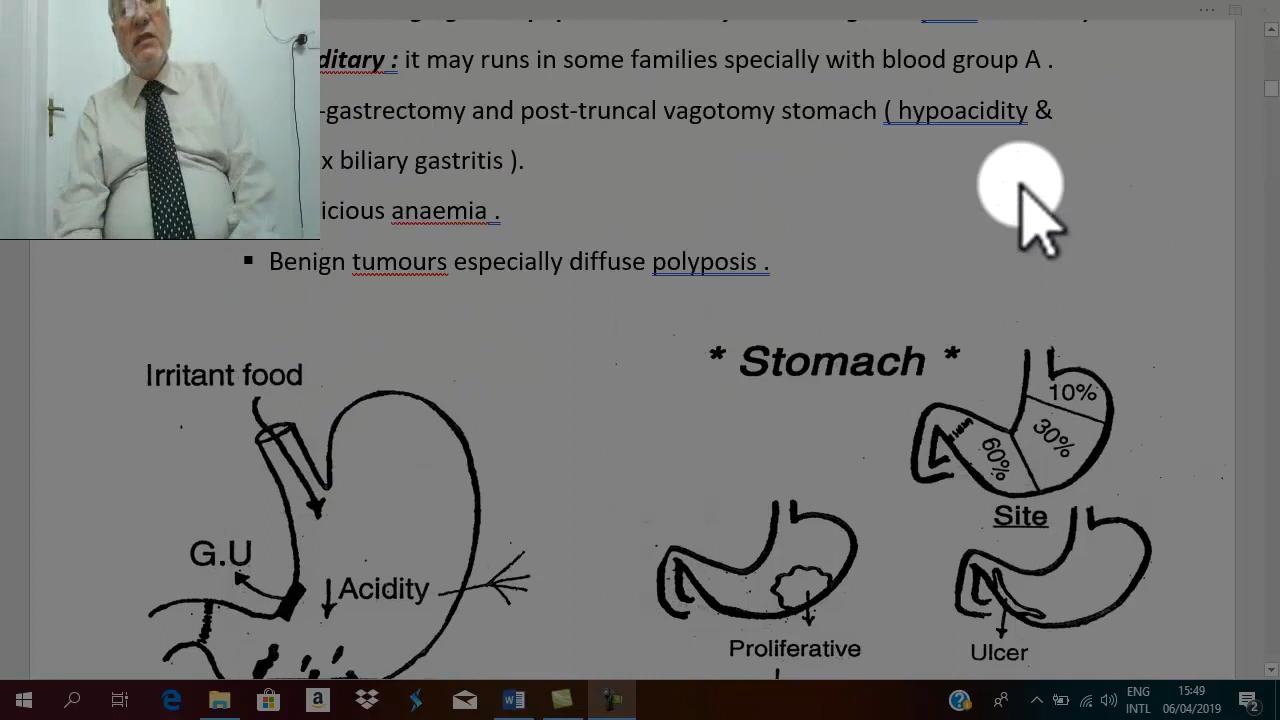 ditary : it may runs in some families specially with blood group A .
-gastrectomy and post-truncal vagotomy stomach ( hypoacidity &
x biliary gastritis ).
icious anaemia .
▪ Benign tumours especially diffuse polyposis .
* Stomach *
Irritant food
10%
30%
60%
Site
G.U
↓ Acidity
Proliferative
Ulcer
ENG
INTL
15:49
06/04/2019
2